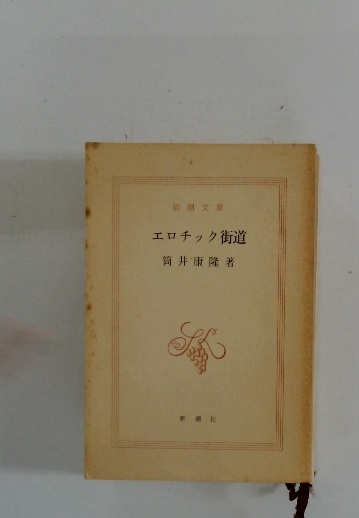 新潮文庫
エロチック街道
筒井康隆著
新潮社